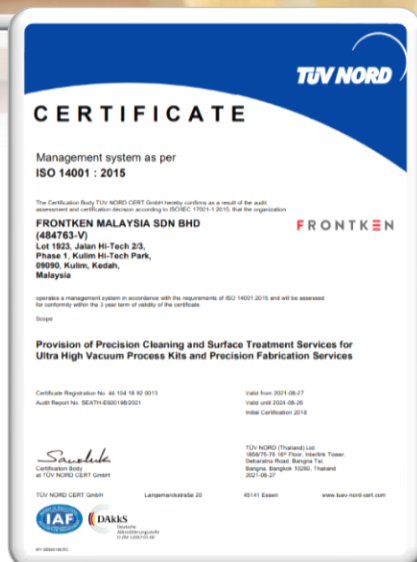 TÜV NORD
CERTIFICATE
Management system as per
ISO 14001 : 2015
The Certification Body TÜV NORD CERT GmbH hereby confirms as a result of the audit,
assessment and certification decision according to ISO/IEC 17021-1:2015, that the organization
FRONTKEN MALAYSIA SDN BHD
(484763-V)
Lot 1923, Jalan Hi-Tech 2/3,
Phase 1, Kulim Hi-Tech Park,
09090, Kulim, Kedah,
Malaysia
FRONTKEN
operates a management system in accordance with the requirements of ISO 14001:2015 and will be assessed
for conformity within the 3 year term of validity of the certificate.
Scope
Provision of Precision Cleaning and Surface Treatment Services for
Ultra High Vacuum Process Kits and Precision Fabrication Services
Certificate Registration No. 44 104 18 92 0013
Audit Report No.
Valid from 2021-08-27
Valid until 2024-08-26
Initial Certification 2018
Certification Body
at TÜV NORD CERT GmbH
TÜV NORD (Thailand) Ltd.
Bangna, Bangkok 10260, Thailand
2021-08-27
TÜV NORD CERT GmbH Langemarckstraße 20 45141 Essen www.tuev-nord-cert.com
IAF
DAkkS
Deutsche
Akkreditierungsstelle